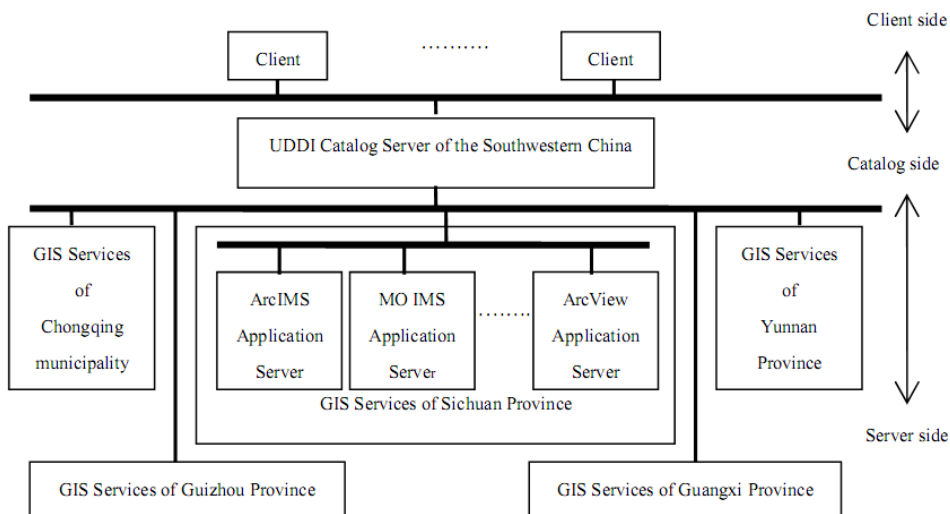 Client side
Client
..........
Client
UDDI Catalog Server of the Southwestern China
Catalog side
GIS Services
of
Chongqing
municipality
ArcIMS
Application
Server
MO IMS
Application
Server
.........
ArcView
Application
Server
GIS Services of Sichuan Province
GIS Services
of
Yunnan
Province
Server side
GIS Services of Guizhou Province
GIS Services of Guangxi Province